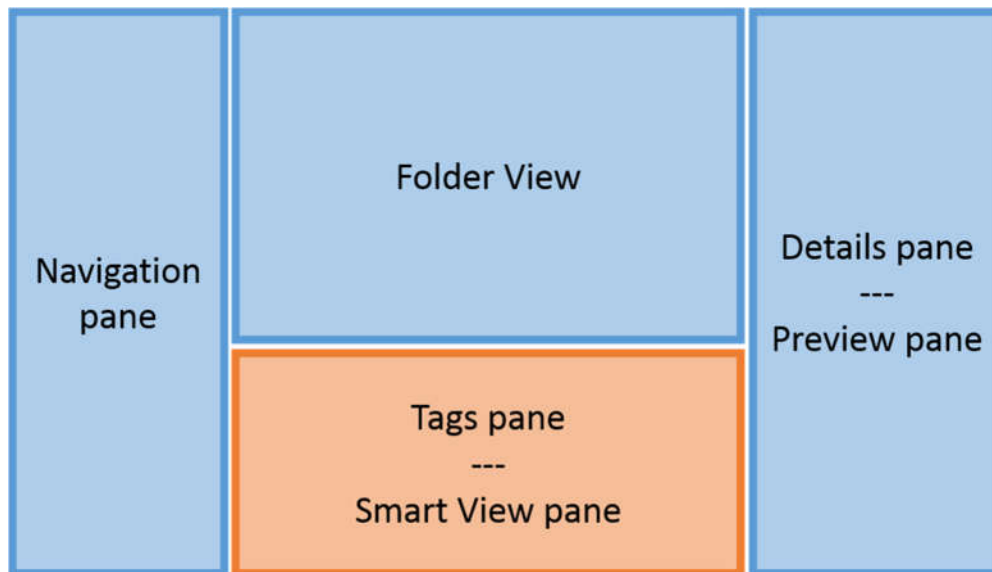 Navigation
pane
Folder View
Tags pane
---
Smart View pane
Details pane
---
Preview pane